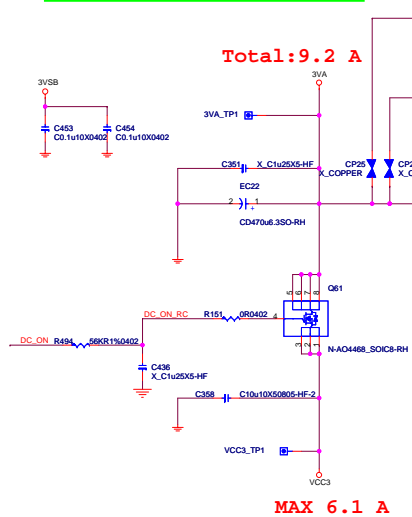 Total:9.2 A
3VSB
3VA
3VA_TP1
C453
C0.1u10X0402
C454
C0.1u10X0402
C351
X_C1u25X5-HF
CP25
X_COPPER
EC22
2
1
+
CD470u6.3SO-RH
5
6
7
8
Q61
DC_ON_RC
R151
0R0402
4
DC_ON
R494
56KR1%0402
3
2
1
N-AO4468_SOIC8-RH
C436
X_C1u25X5-HF
C358
C10u10X50805-HF-2
VCC3_TP1
VCC3
MAX 6.1 A